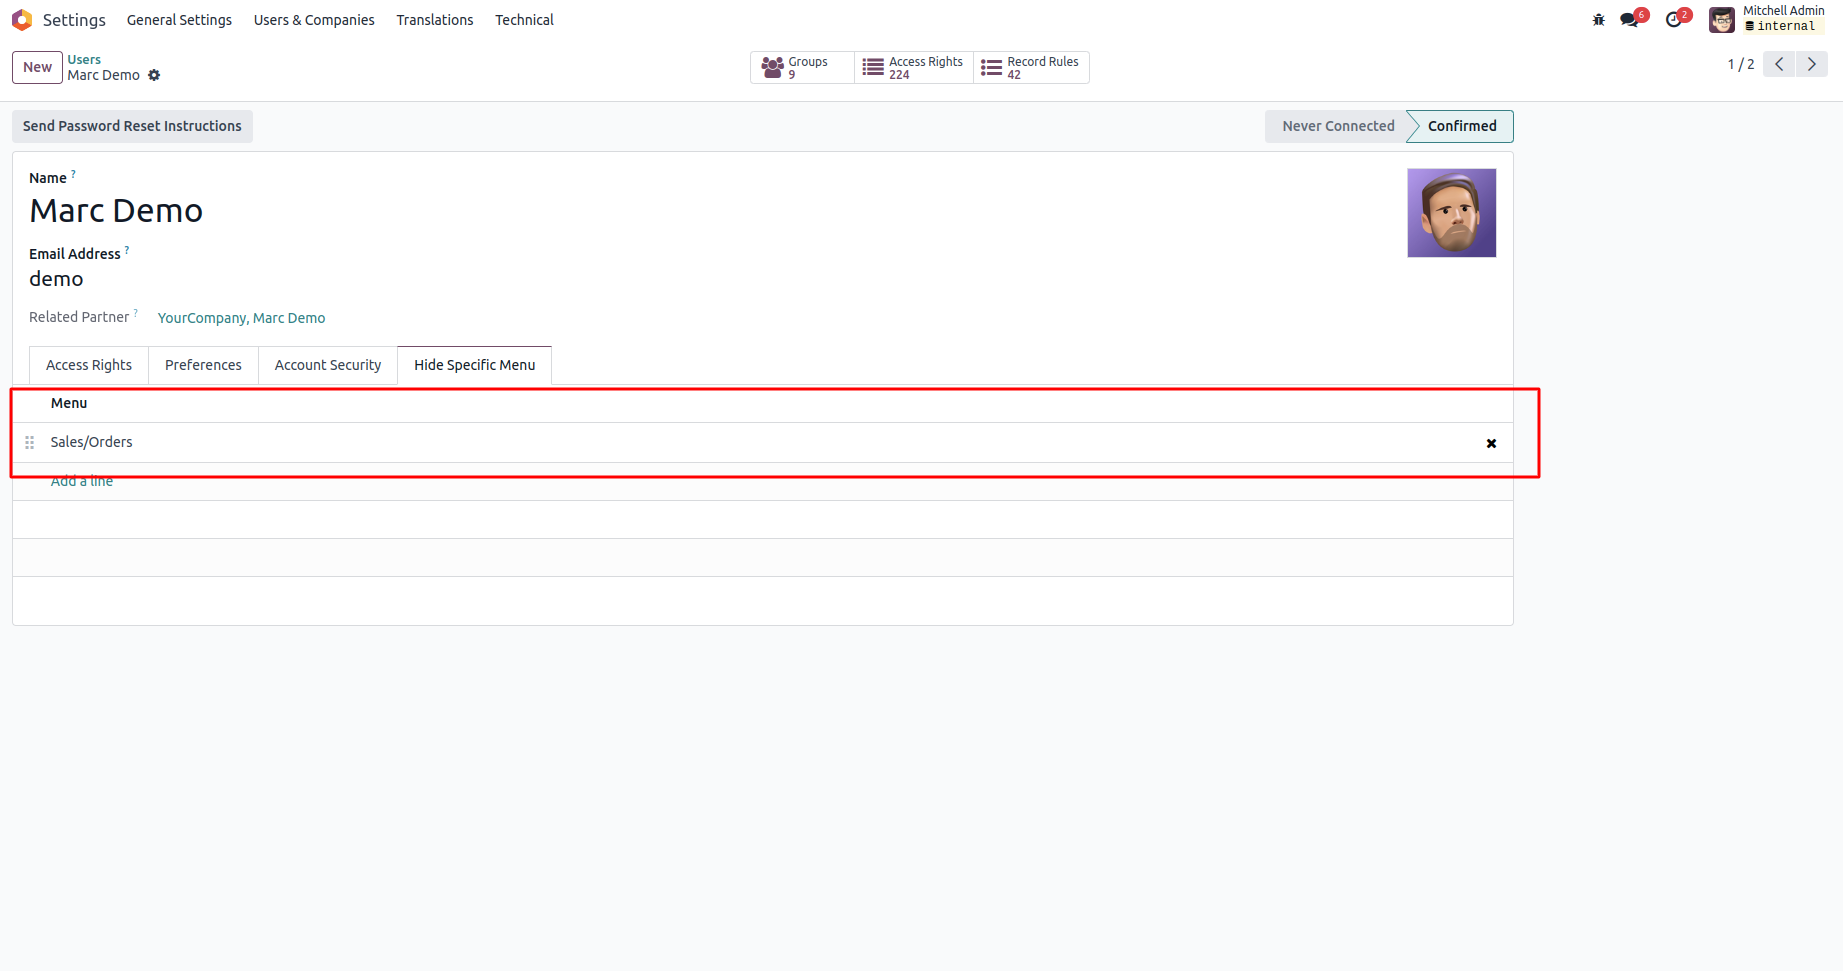 Settings General Settings Users & Companies Translations Technical 6 2 Mitchell Admin
internal
New Users
Marc Demo
Groups
9
Access Rights
224
Record Rules
42
1 / 2
Send Password Reset Instructions Never Connected Confirmed
Name ?
Marc Demo
Email Address ?
demo
Related Partner ? YourCompany, Marc Demo
Access Rights Preferences Account Security Hide Specific Menu
Menu
Sales/Orders
Add a line